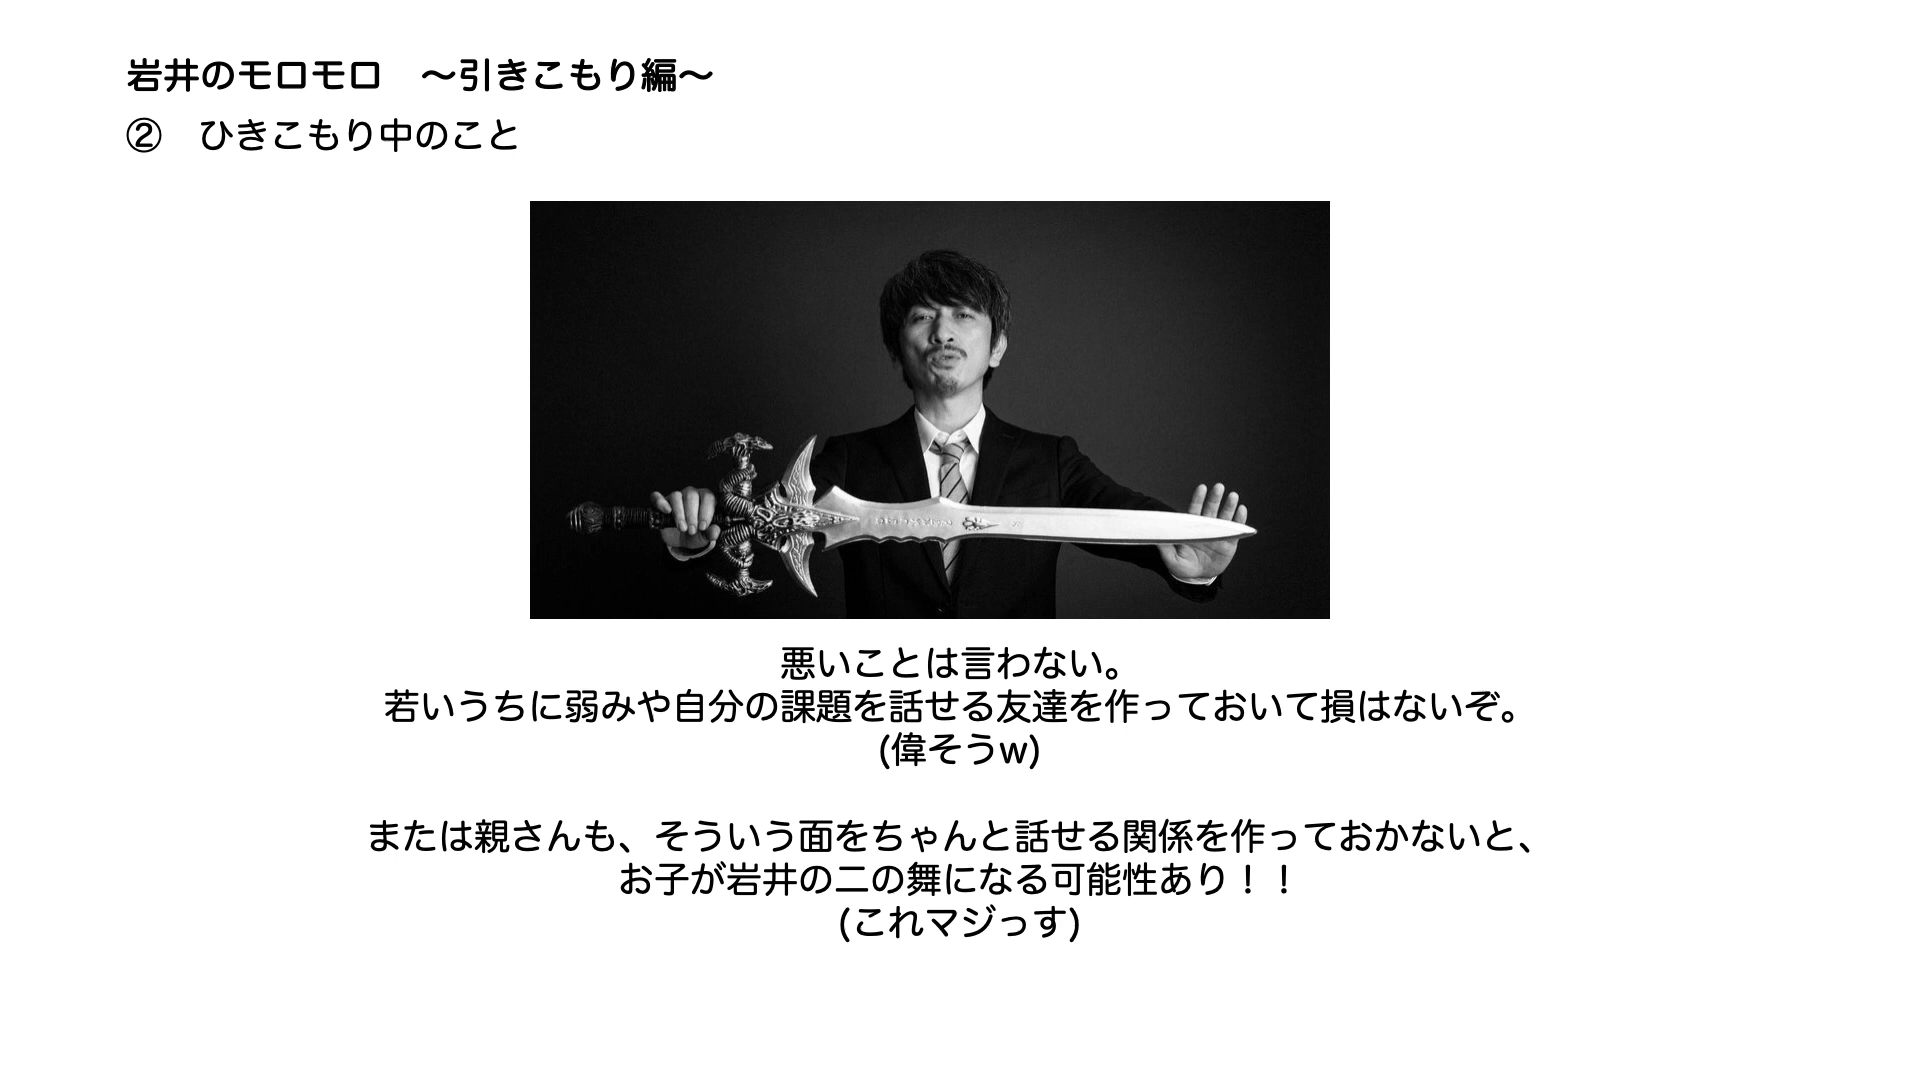 岩井のモロモロ　〜引きこもり編〜
②　ひきこもり中のこと
悪いことは言わない。
若いうちに弱みや自分の課題を話せる友達を作っておいて損はないぞ。
(偉そうw)
または親さんも、そういう面をちゃんと話せる関係を作っておかないと、
お子が岩井の二の舞になる可能性あり！！
(これマジっす)